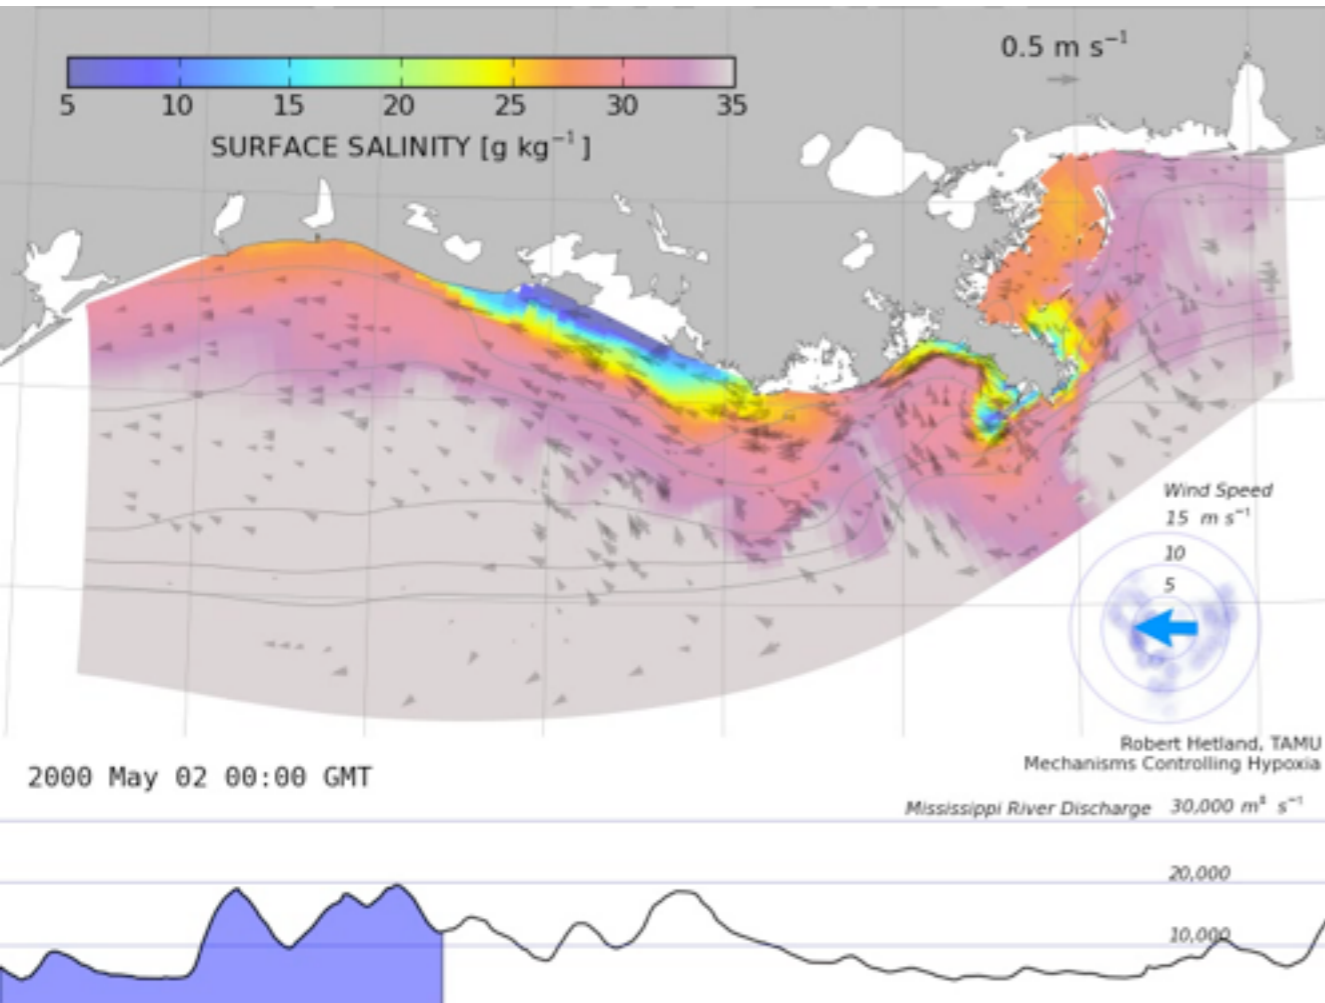 0.5 m s⁻¹
5 10 15 20 25 30 35
SURFACE SALINITY [g kg⁻¹]
Wind Speed
15 m s⁻¹
10
5
Robert Hetland, TAMU
Mechanisms Controlling Hypoxia
2000 May 02 00:00 GMT
Mississippi River Discharge 30,000 m³ s⁻¹
20,000
10,000